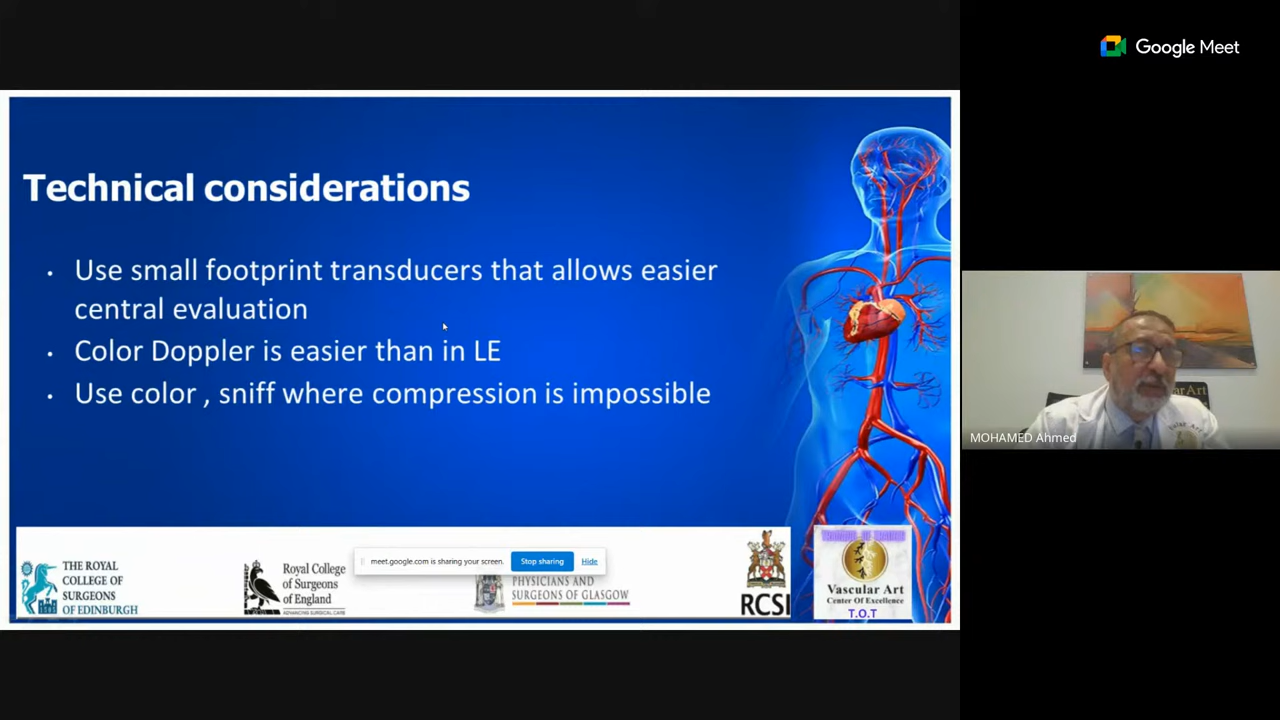 Google Meet
Technical considerations
• Use small footprint transducers that allows easier
central evaluation
• Color Doppler is easier than in LE
• Use color , sniff where compression is impossible
MOHAMED Ahmed
meet.google.com is sharing your screen.
Stop sharing
Hide
THE ROYAL
COLLEGE OF
SURGEONS
OF EDINBURGH
Royal College
of Surgeons
of England
ADVANCING SURGICAL CARE
PHYSICIANS AND
SURGEONS OF GLASGOW
RCSI
Vascular Art
Center Of Excellence
T.O.T